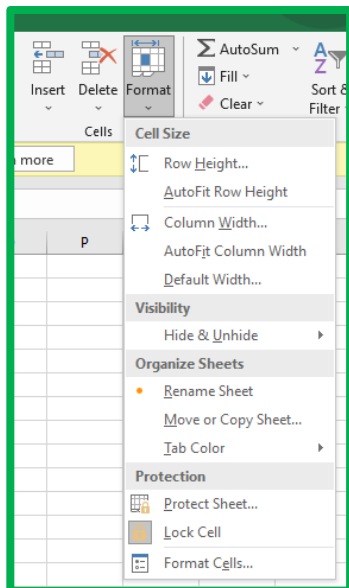 AutoSum
Insert Delete Format
Fill
Clear
Sort &
Filter
Cells
Cell Size
more
Row Height...
AutoFit Row Height
Column Width...
P
AutoFit Column Width
Default Width...
Visibility
Hide & Unhide
Organize Sheets
Rename Sheet
Move or Copy Sheet...
Tab Color
Protection
Protect Sheet...
Lock Cell
Format Cells...